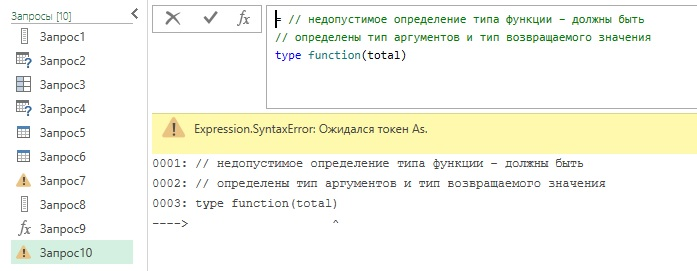 Запросы [10]
Запрос1
Запрос2
Запрос3
Запрос4
Запрос5
Запрос6
Запрос7
Запрос8
fx Запрос9
Запрос10
fx
= // недопустимое определение типа функции – должны быть
// определены тип аргументов и тип возвращаемого значения
type function(total)
Expression.SyntaxError: Ожидался токен As.
0001: // недопустимое определение типа функции – должны быть
0002: // определены тип аргументов и тип возвращаемого значения
0003: type function(total)
----> ^